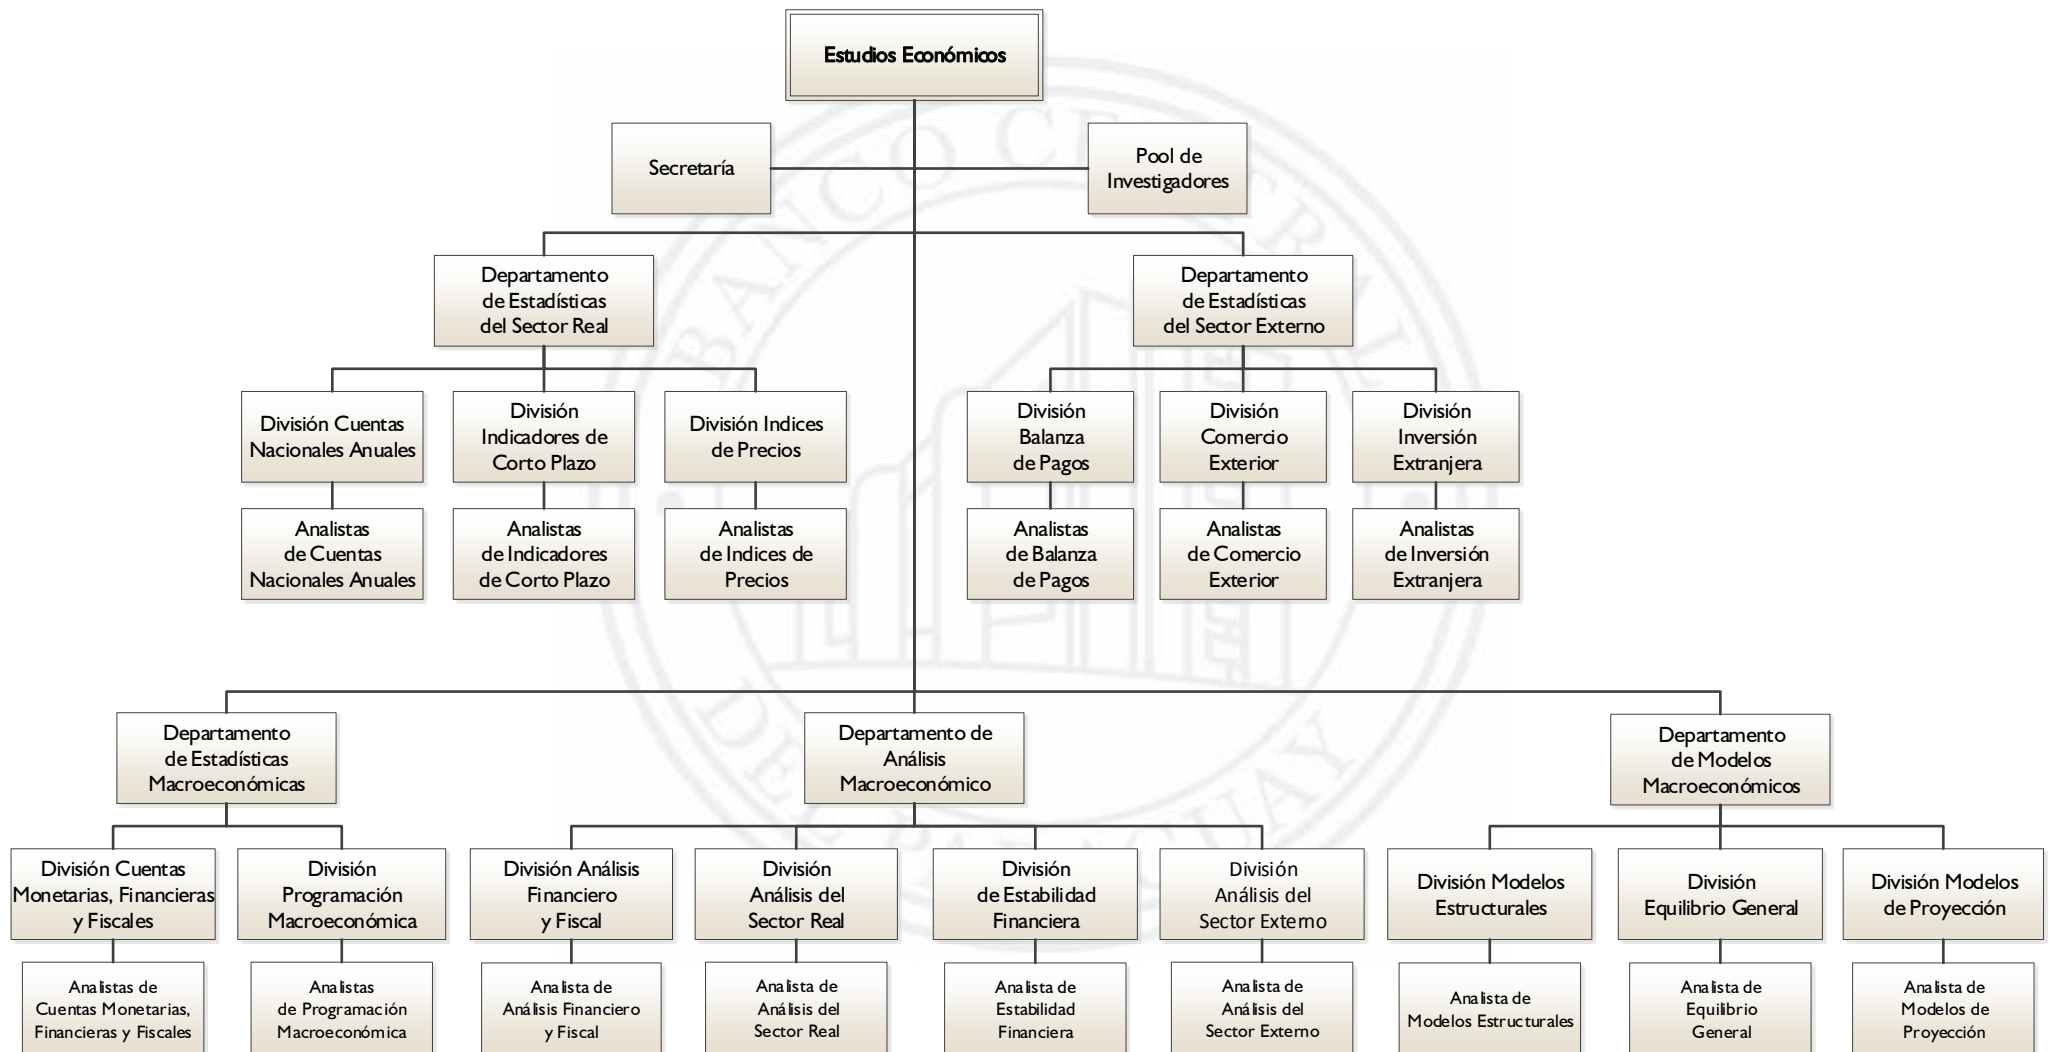 Estudios Económicos
Secretaría
Pool de
Investigadores
Departamento
de Estadísticas
del Sector Real
Departamento
de Estadísticas
del Sector Externo
División Cuentas
Nacionales Anuales
División
Indicadores de
Corto Plazo
División Indices
de Precios
División
Balanza
de Pagos
División
Comercio
Exterior
División
Inversión
Extranjera
Analistas
de Cuentas
Nacionales Anuales
Analistas
de Indicadores
de Corto Plazo
Analistas
de Indices de
Precios
Analistas
de Balanza
de Pagos
Analistas
de Comercio
Exterior
Analistas
de Inversión
Extranjera
Departamento
de Estadísticas
Macroeconómicas
Departamento de
Análisis
Macroeconómico
Departamento
de Modelos
Macroeconómicos
División Cuentas
Monetarias, Financieras
y Fiscales
División
Programación
Macroeconómica
División Análisis
Financiero
y Fiscal
División
Análisis del
Sector Real
División
de Estabilidad
Financiera
División
Análisis del
Sector Externo
División Modelos
Estructurales
División
Equilibrio General
División Modelos
de Proyección
Analistas de
Cuentas Monetarias,
Financieras y Fiscales
Analistas
de Programación
Macroeconómica
Analista de
Análisis Financiero
y Fiscal
Analista de
Análisis del
Sector Real
Analista de
Estabilidad
Financiera
Analista de
Análisis del
Sector Externo
Analista de
Modelos Estructurales
Analista de
Equilibrio
General
Analista de
Modelos de
Proyección
BANCO CENTRAL
DEL PARAGUAY